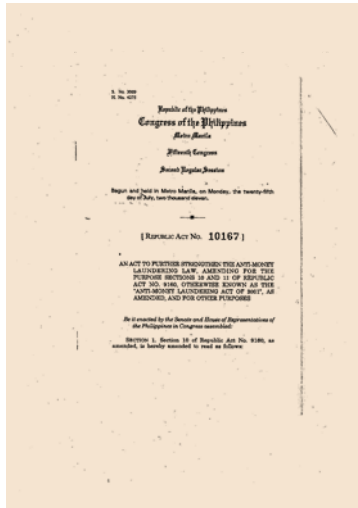 S. No. 3009
H. No. 4275
Republic of the Philippines
Congress of the Philippines
Metro Manila
Fifteenth Congress
Second Regular Session
Begun and held in Metro Manila, on Monday, the twenty-fifth
day of July, two thousand eleven.
[ REPUBLIC ACT NO. 10167 ]
AN ACT TO FURTHER STRENGTHEN THE ANTI-MONEY
LAUNDERING LAW, AMENDING FOR THE
PURPOSE SECTIONS 10 AND 11 OF REPUBLIC
ACT NO. 9160, OTHERWISE KNOWN AS THE
"ANTI-MONEY LAUNDERING ACT OF 2001", AS
AMENDED, AND FOR OTHER PURPOSES
Be it enacted by the Senate and House of Representatives of
the Philippines in Congress assembled:
SECTION 1. Section 10 of Republic Act No. 9160, as
amended, is hereby amended to read as follows: